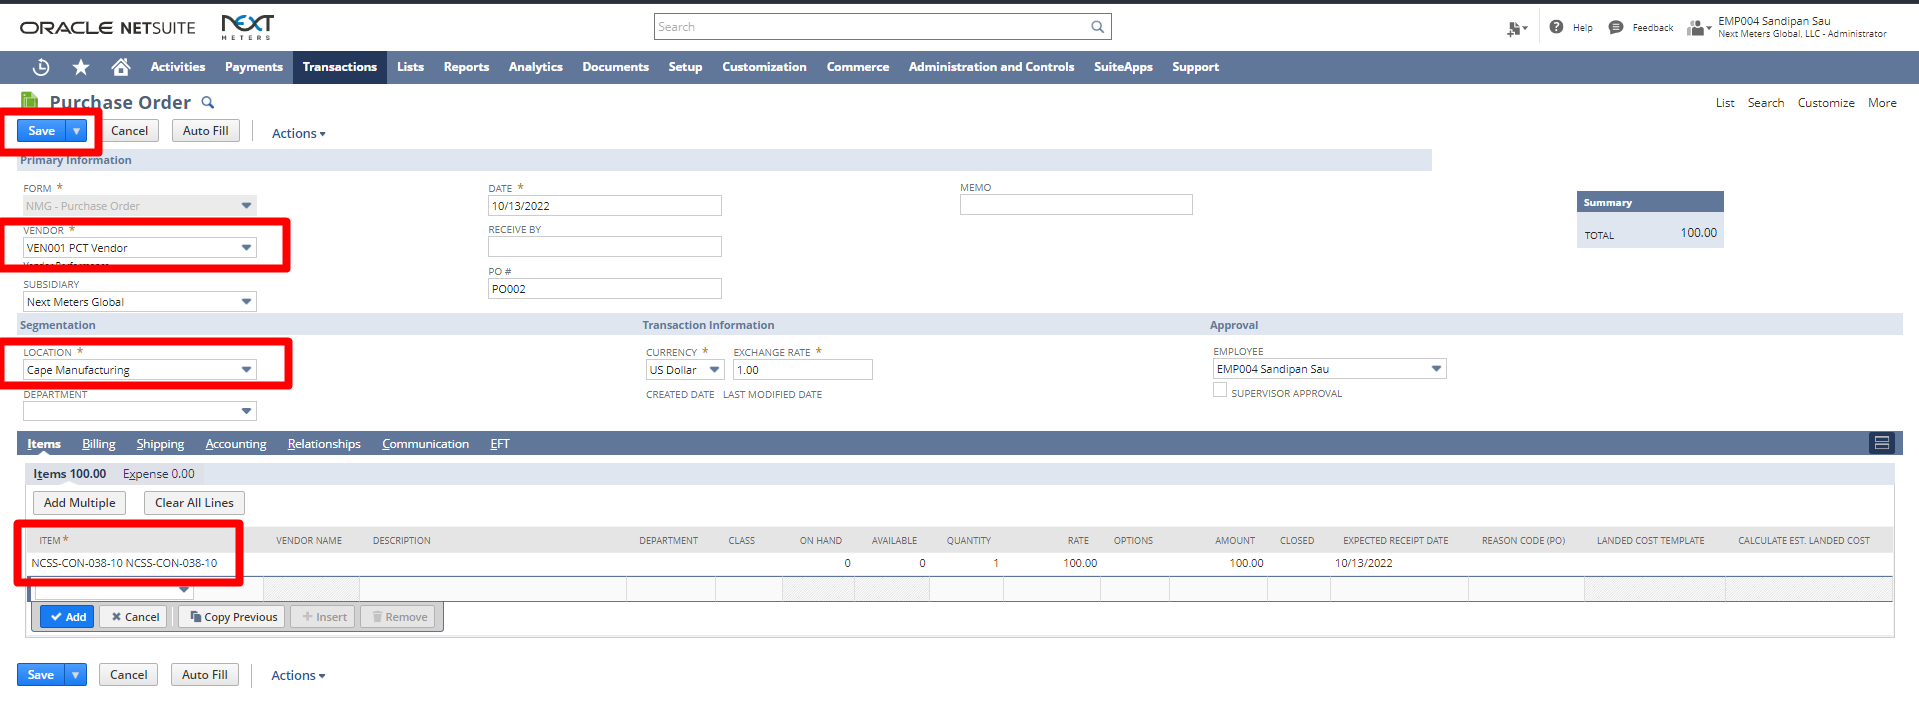 ORACLE NETSUITE
NEXT
METERS
Search
Help
Feedback
EMP004 Sandipan Sau
Next Meters Global, LLC - Administrator
Activities Payments Transactions Lists Reports Analytics Documents Setup Customization Commerce Administration and Controls SuiteApps Support
Purchase Order
List Search Customize More
Save Cancel Auto Fill Actions
Primary Information
FORM *
NMG - Purchase Order
VENDOR *
VEN001 PCT Vendor
Vendor Performance
SUBSIDIARY
Next Meters Global
DATE *
10/13/2022
RECEIVE BY
PO #
PO002
MEMO
Summary
TOTAL 100.00
Segmentation
LOCATION *
Cape Manufacturing
DEPARTMENT
Transaction Information
CURRENCY * EXCHANGE RATE *
US Dollar 1.00
CREATED DATE LAST MODIFIED DATE
Approval
EMPLOYEE
EMP004 Sandipan Sau
SUPERVISOR APPROVAL
Items Billing Shipping Accounting Relationships Communication EFT
Items 100.00 Expense 0.00
Add Multiple Clear All Lines
ITEM * VENDOR NAME DESCRIPTION DEPARTMENT CLASS ON HAND AVAILABLE QUANTITY RATE OPTIONS AMOUNT CLOSED EXPECTED RECEIPT DATE REASON CODE (PO) LANDED COST TEMPLATE CALCULATE EST. LANDED COST
NCSS-CON-038-10 NCSS-CON-038-10 0 0 1 100.00 100.00 10/13/2022
Add Cancel Copy Previous Insert Remove
Save Cancel Auto Fill Actions